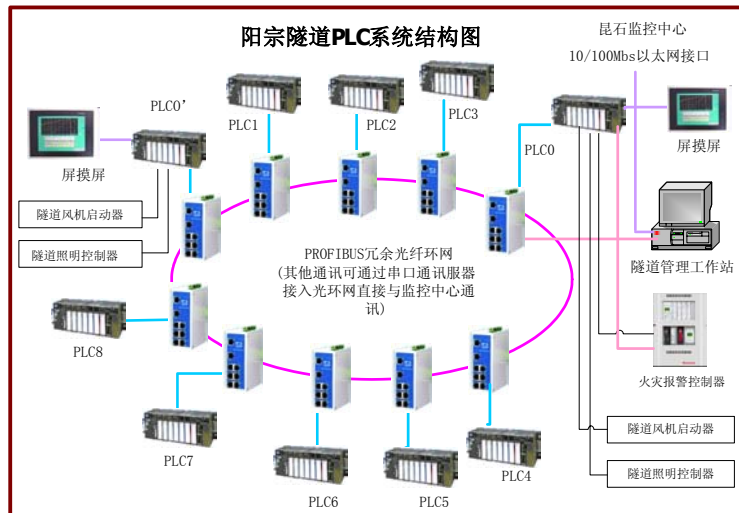 阳宗隧道PLC系统结构图
昆石监控中心
10/100Mbs以太网接口
PLC0’
PLC1
PLC2
PLC3
PLC0
屏摸屏
屏摸屏
隧道风机启动器
隧道照明控制器
PROFIBUS冗余光纤环网
(其他通讯可通过串口通讯服器
接入光环网直接与监控中心通
讯)
隧道管理工作站
PLC8
火灾报警控制器
PLC7
PLC6
PLC5
PLC4
隧道风机启动器
隧道照明控制器